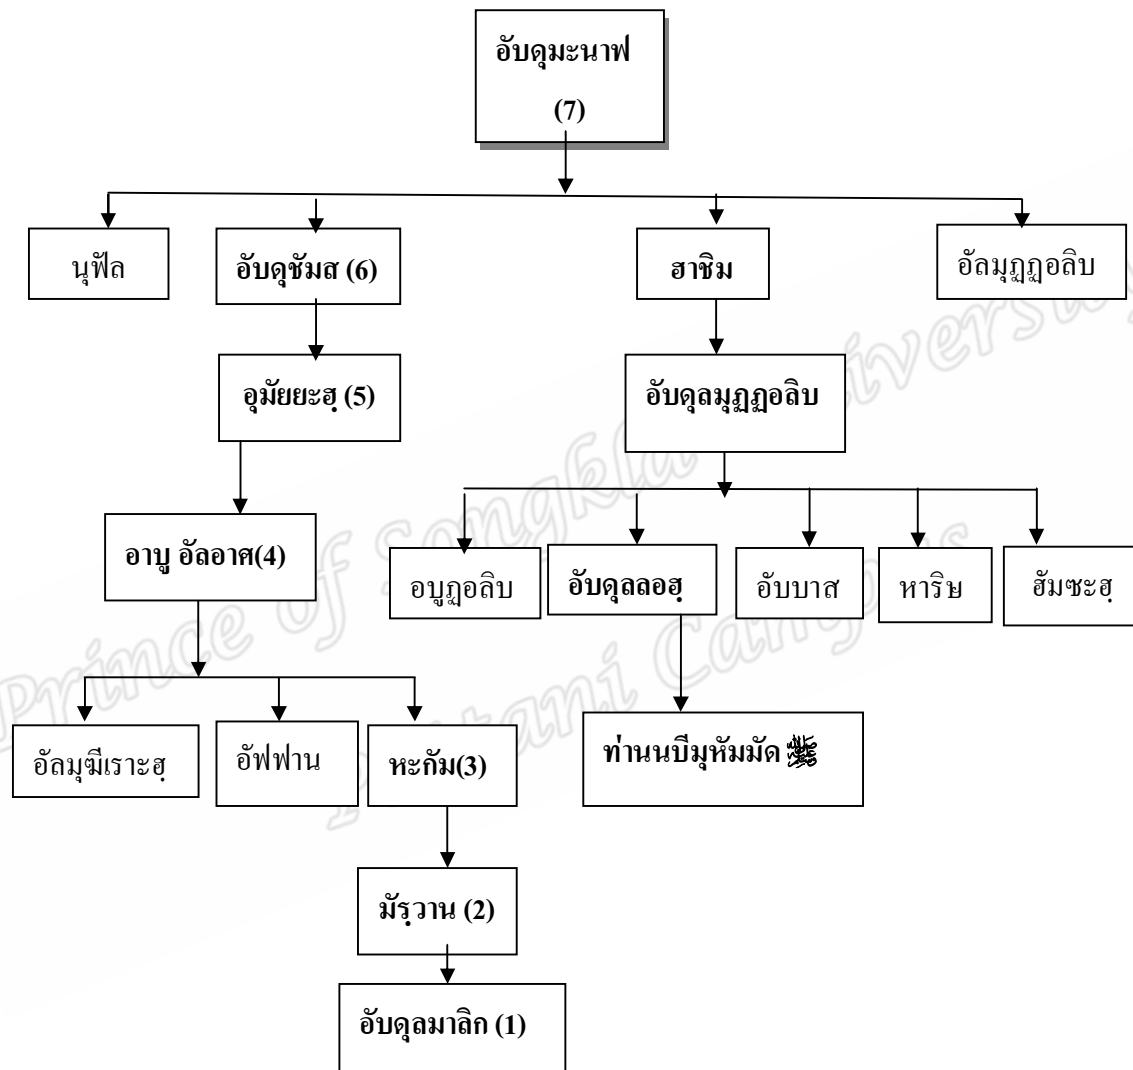 อับดุมะนาฟ
(7)
นุฟัล
อับดุชัมส (6)
ฮาชิม
อัลมุฏฏอลิบ
อุมัยยะฮฺ (5)
อับดุลมุฏฏอลิบ
อาบู อัลอาศ(4)
อบูฏอลิบ
อับดุลลอฮฺ
อับบาส
หาริษ
ฮัมซะฮฺ
อัลมุฆีเราะฮฺ
อัฟฟาน
หะกัม(3)
ท่านนบีมุหัมมัด ﷺ
มัรฺวาน (2)
อับดุลมาลิก (1)
Prince of Songkla University
Pattani Campus